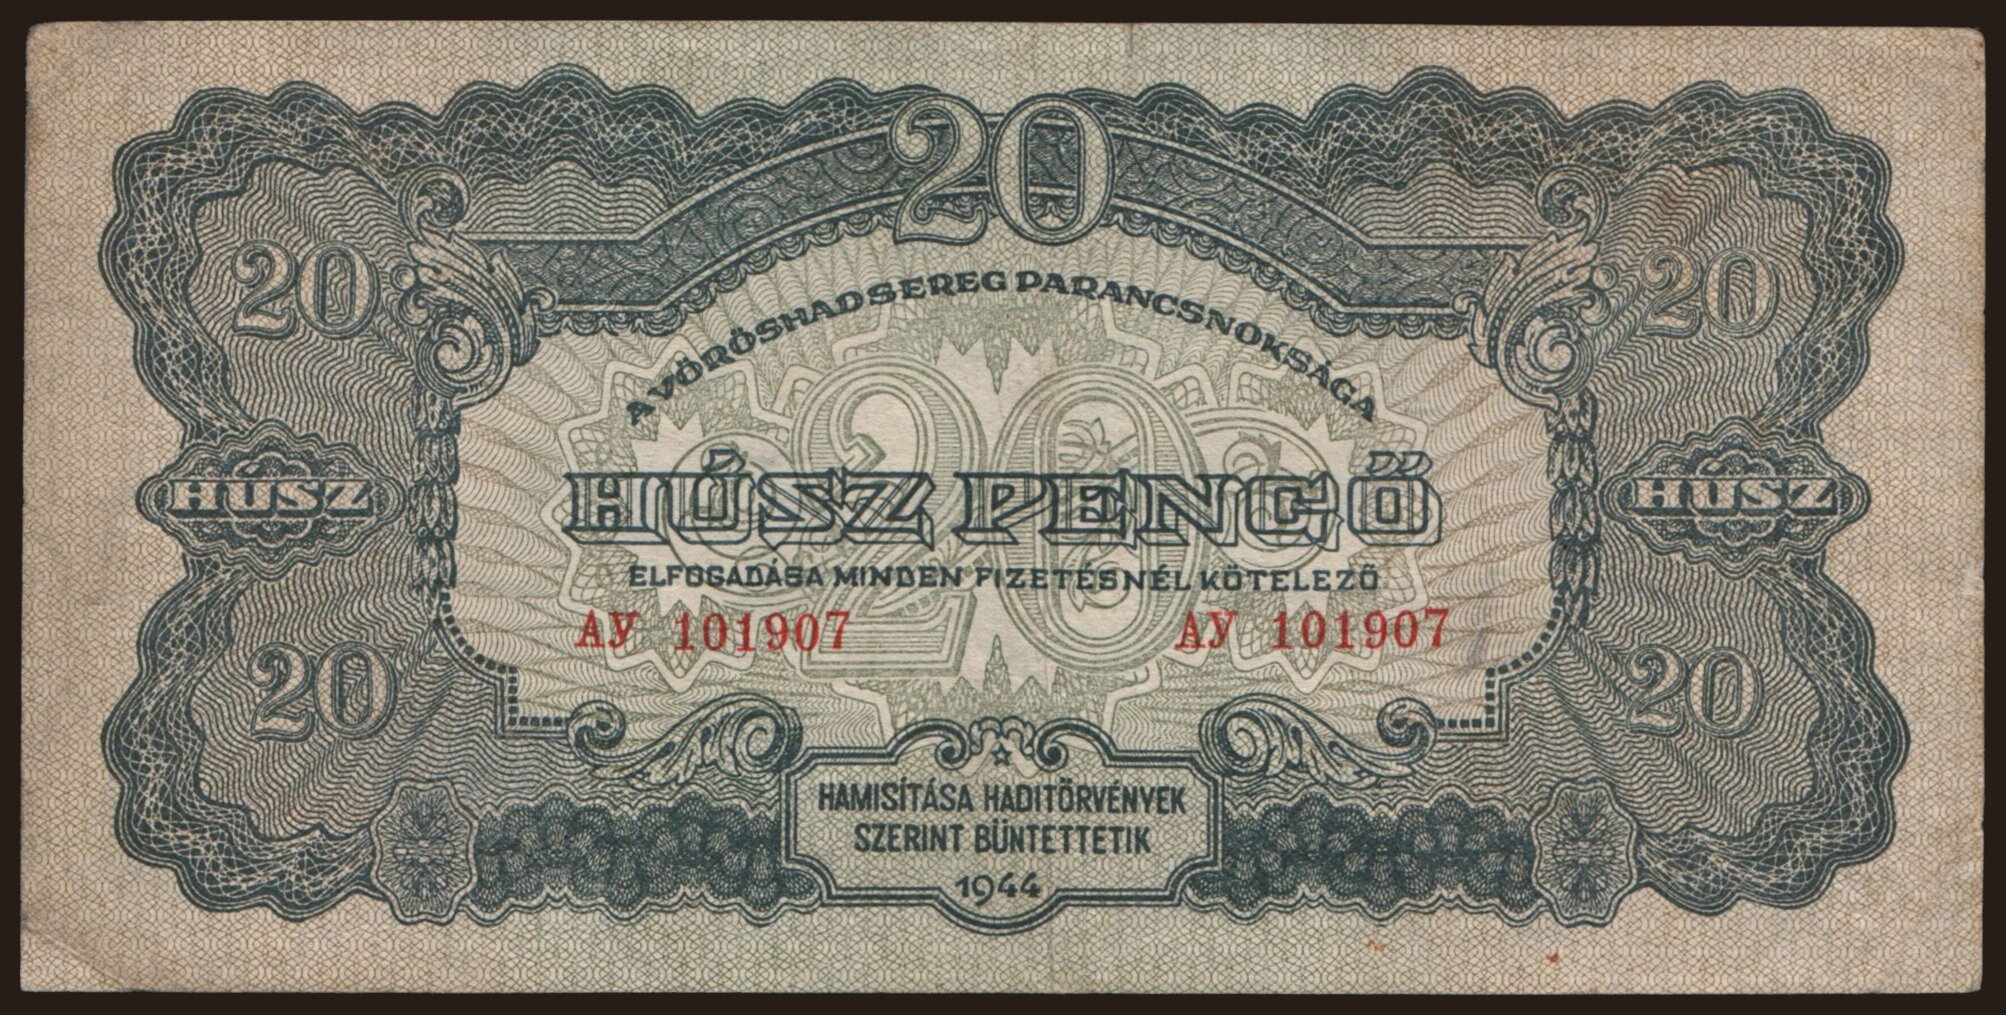 20
20 20
A VÖRÖSHADSEREG PARANCSNOKSÁGA
20
HÚSZ HÚSZ PENGŐ HÚSZ
ELFOGADÁSA MINDEN FIZETÉSNÉL KÖTELEZŐ
АУ 101907 АУ 101907
20 20
HAMISÍTÁSA HADITÖRVÉNYEK
SZERINT BÜNTETTETIK
1944